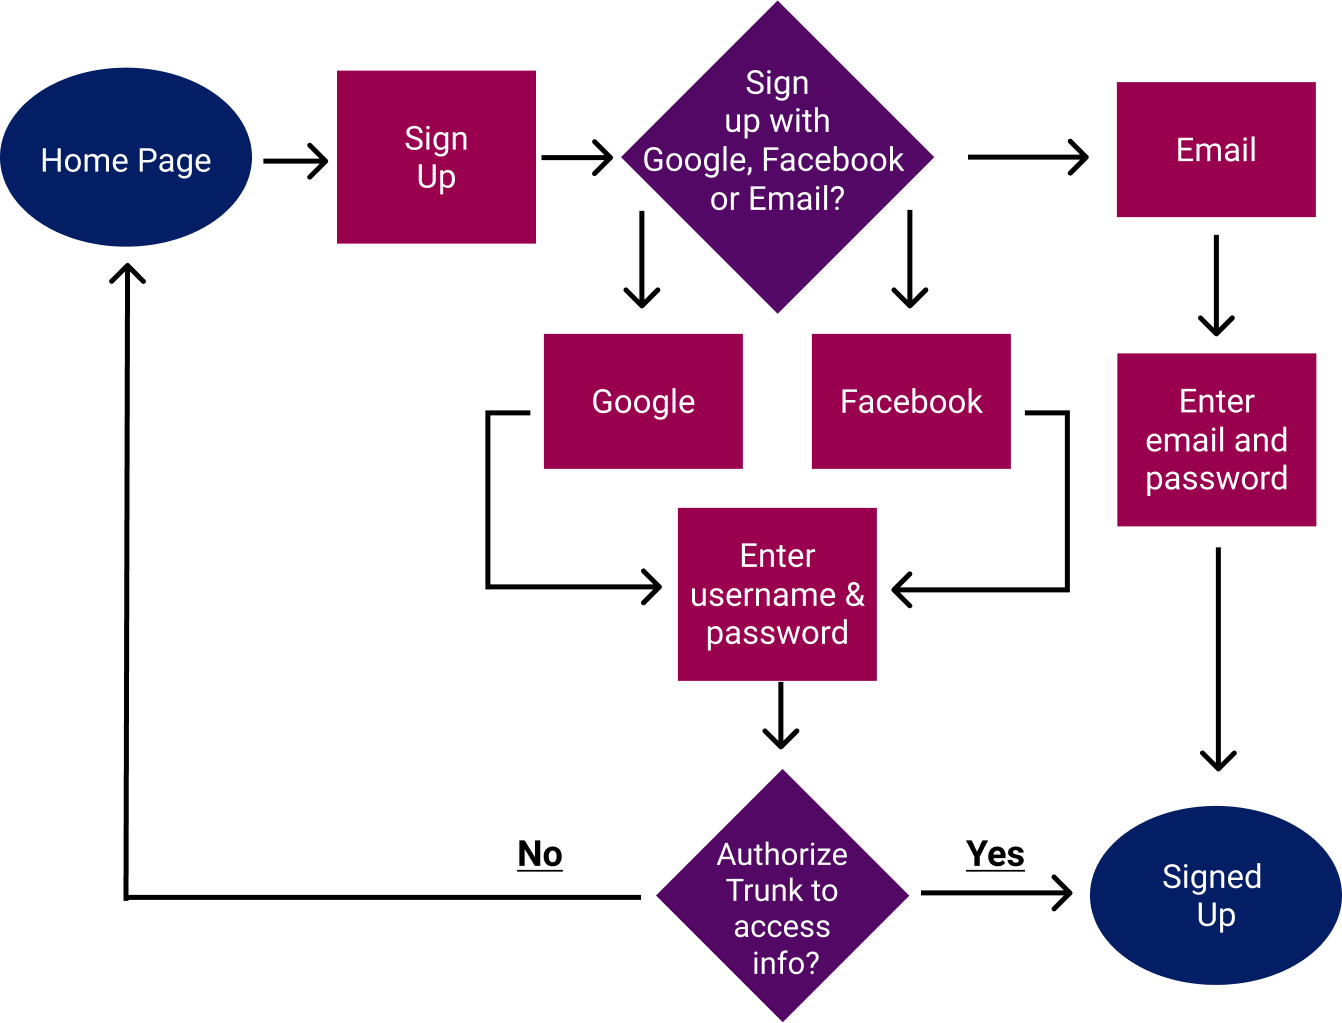 Home Page
Sign
Up
Sign
up with
Google, Facebook
or Email?
Email
Google
Facebook
Enter
email and
password
Enter
username &
password
No
Authorize
Trunk to
access
info?
Yes
Signed
Up